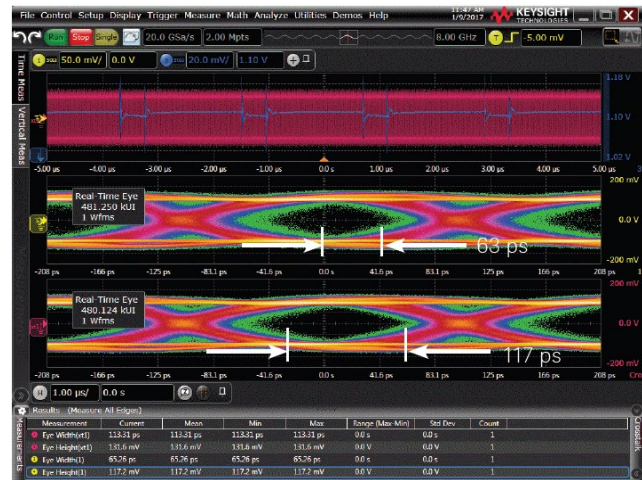 File Control Setup Display Trigger Measure Math Analyze Utilities Demos Help
11:47 AM
1/9/2017
KEYSIGHT
TECHNOLOGIES
Run Stop Single 20.0 GSa/s 2.00 Mpts 8.00 GHz T -5.00 mV
1 50.0 mV/ 0.0 V 20.0 mV/ 1.10 V
Time Meas
Vertical Meas
1.18 V
1.10 V
1.02 V
-5.00 µs -4.00 µs -3.00 µs -2.00 µs -1.00 µs 0.0 s 1.00 µs 2.00 µs 3.00 µs 4.00 µs 5.00 µs
Real-Time Eye
481.250 kUI
1 Wfms
200 mV
0.0 V
-200 mV
63 ps
-208 ps -166 ps -125 ps -83.1 ps -41.6 ps 0.0 s 41.6 ps 83.1 ps 125 ps 166 ps 208 ps
Real-Time Eye
480.124 kUI
1 Wfms
200 mV
0.0 V
-200 mV
117 ps
-208 ps -166 ps -125 ps -83.1 ps -41.6 ps 0.0 s 41.6 ps 83.1 ps 125 ps 166 ps 208 ps
H 1.00 µs/ 0.0 s
Results (Measure All Edges)
Measurement Current Mean Min Max Range (Max-Min) Std Dev Count
Eye Width(xt1) 113.31 ps 113.31 ps 113.31 ps 113.31 ps 0.0 s 0.0 s 1
Eye Height(xt1) 131.6 mV 131.6 mV 131.6 mV 131.6 mV 0.0 V 0.0 V 1
Eye Width(1) 65.26 ps 65.26 ps 65.26 ps 65.26 ps 0.0 s 0.0 s 1
Eye Height(1) 117.2 mV 117.2 mV 117.2 mV 117.2 mV 0.0 V 0.0 V 1
Measurements
Crosstalk